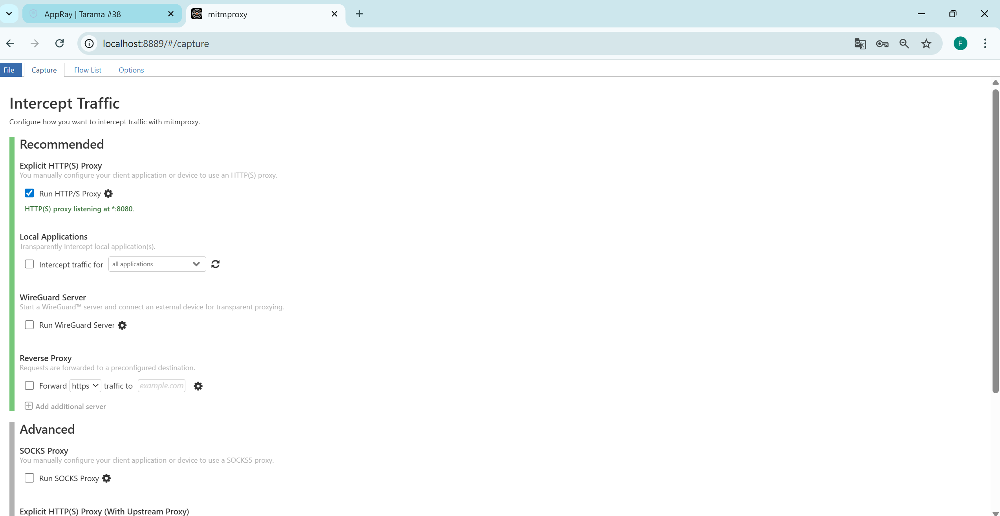 AppRay | Tarama #38
mitmproxy
localhost:8889/#/capture
F
File
Capture
Flow List
Options
Intercept Traffic
Configure how you want to intercept traffic with mitmproxy.
Recommended
Explicit HTTP(S) Proxy
You manually configure your client application or device to use an HTTP(S) proxy.
Run HTTP/S Proxy
HTTP(S) proxy listening at *:8080.
Local Applications
Transparently Intercept local application(s).
Intercept traffic for all applications
WireGuard Server
Start a WireGuard™ server and connect an external device for transparent proxying.
Run WireGuard Server
Reverse Proxy
Requests are forwarded to a preconfigured destination.
Forward https traffic to example.com
Add additional server
Advanced
SOCKS Proxy
You manually configure your client application or device to use a SOCKS5 proxy.
Run SOCKS Proxy
Explicit HTTP(S) Proxy (With Upstream Proxy)